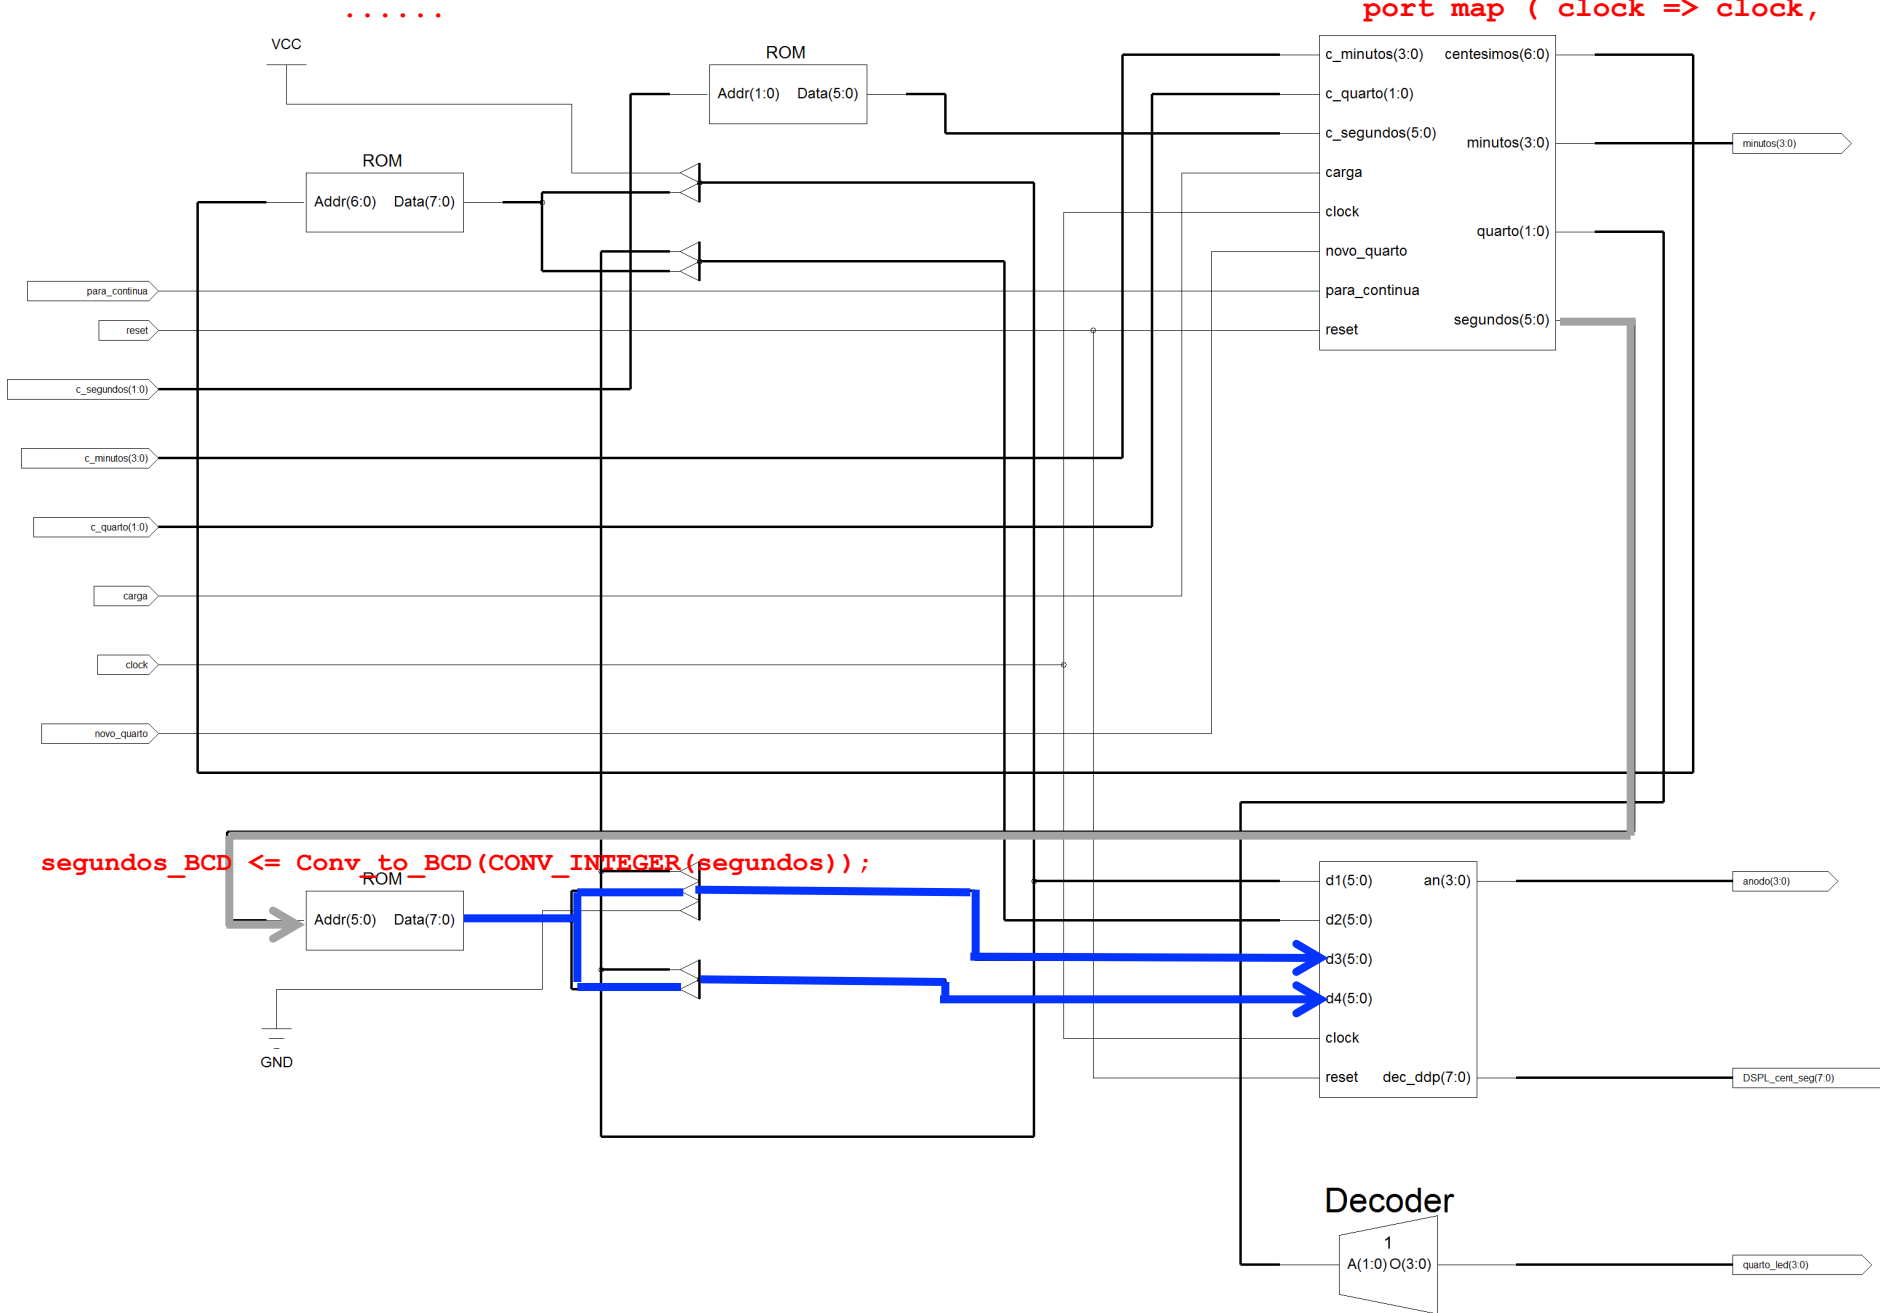 ......
port map ( clock => clock,
VCC
ROM
Addr(1:0) Data(5:0)
ROM
Addr(6:0) Data(7:0)
c_minutos(3:0) centesimos(6:0)
c_quarto(1:0)
c_segundos(5:0)
minutos(3:0)
carga
clock
quarto(1:0)
novo_quarto
para_continua
segundos(5:0)
reset
minutos(3:0)
para_continua
reset
c_segundos(1:0)
c_minutos(3:0)
c_quarto(1:0)
carga
clock
novo_quarto
segundos_BCD <= Conv_to_BCD(CONV_INTEGER(segundos));
ROM
Addr(5:0) Data(7:0)
GND
d1(5:0) an(3:0)
d2(5:0)
d3(5:0)
d4(5:0)
clock
reset dec_ddp(7:0)
anodo(3:0)
DSPL_cent_seg(7:0)
Decoder
1
A(1:0) O(3:0)
quarto_led(3:0)